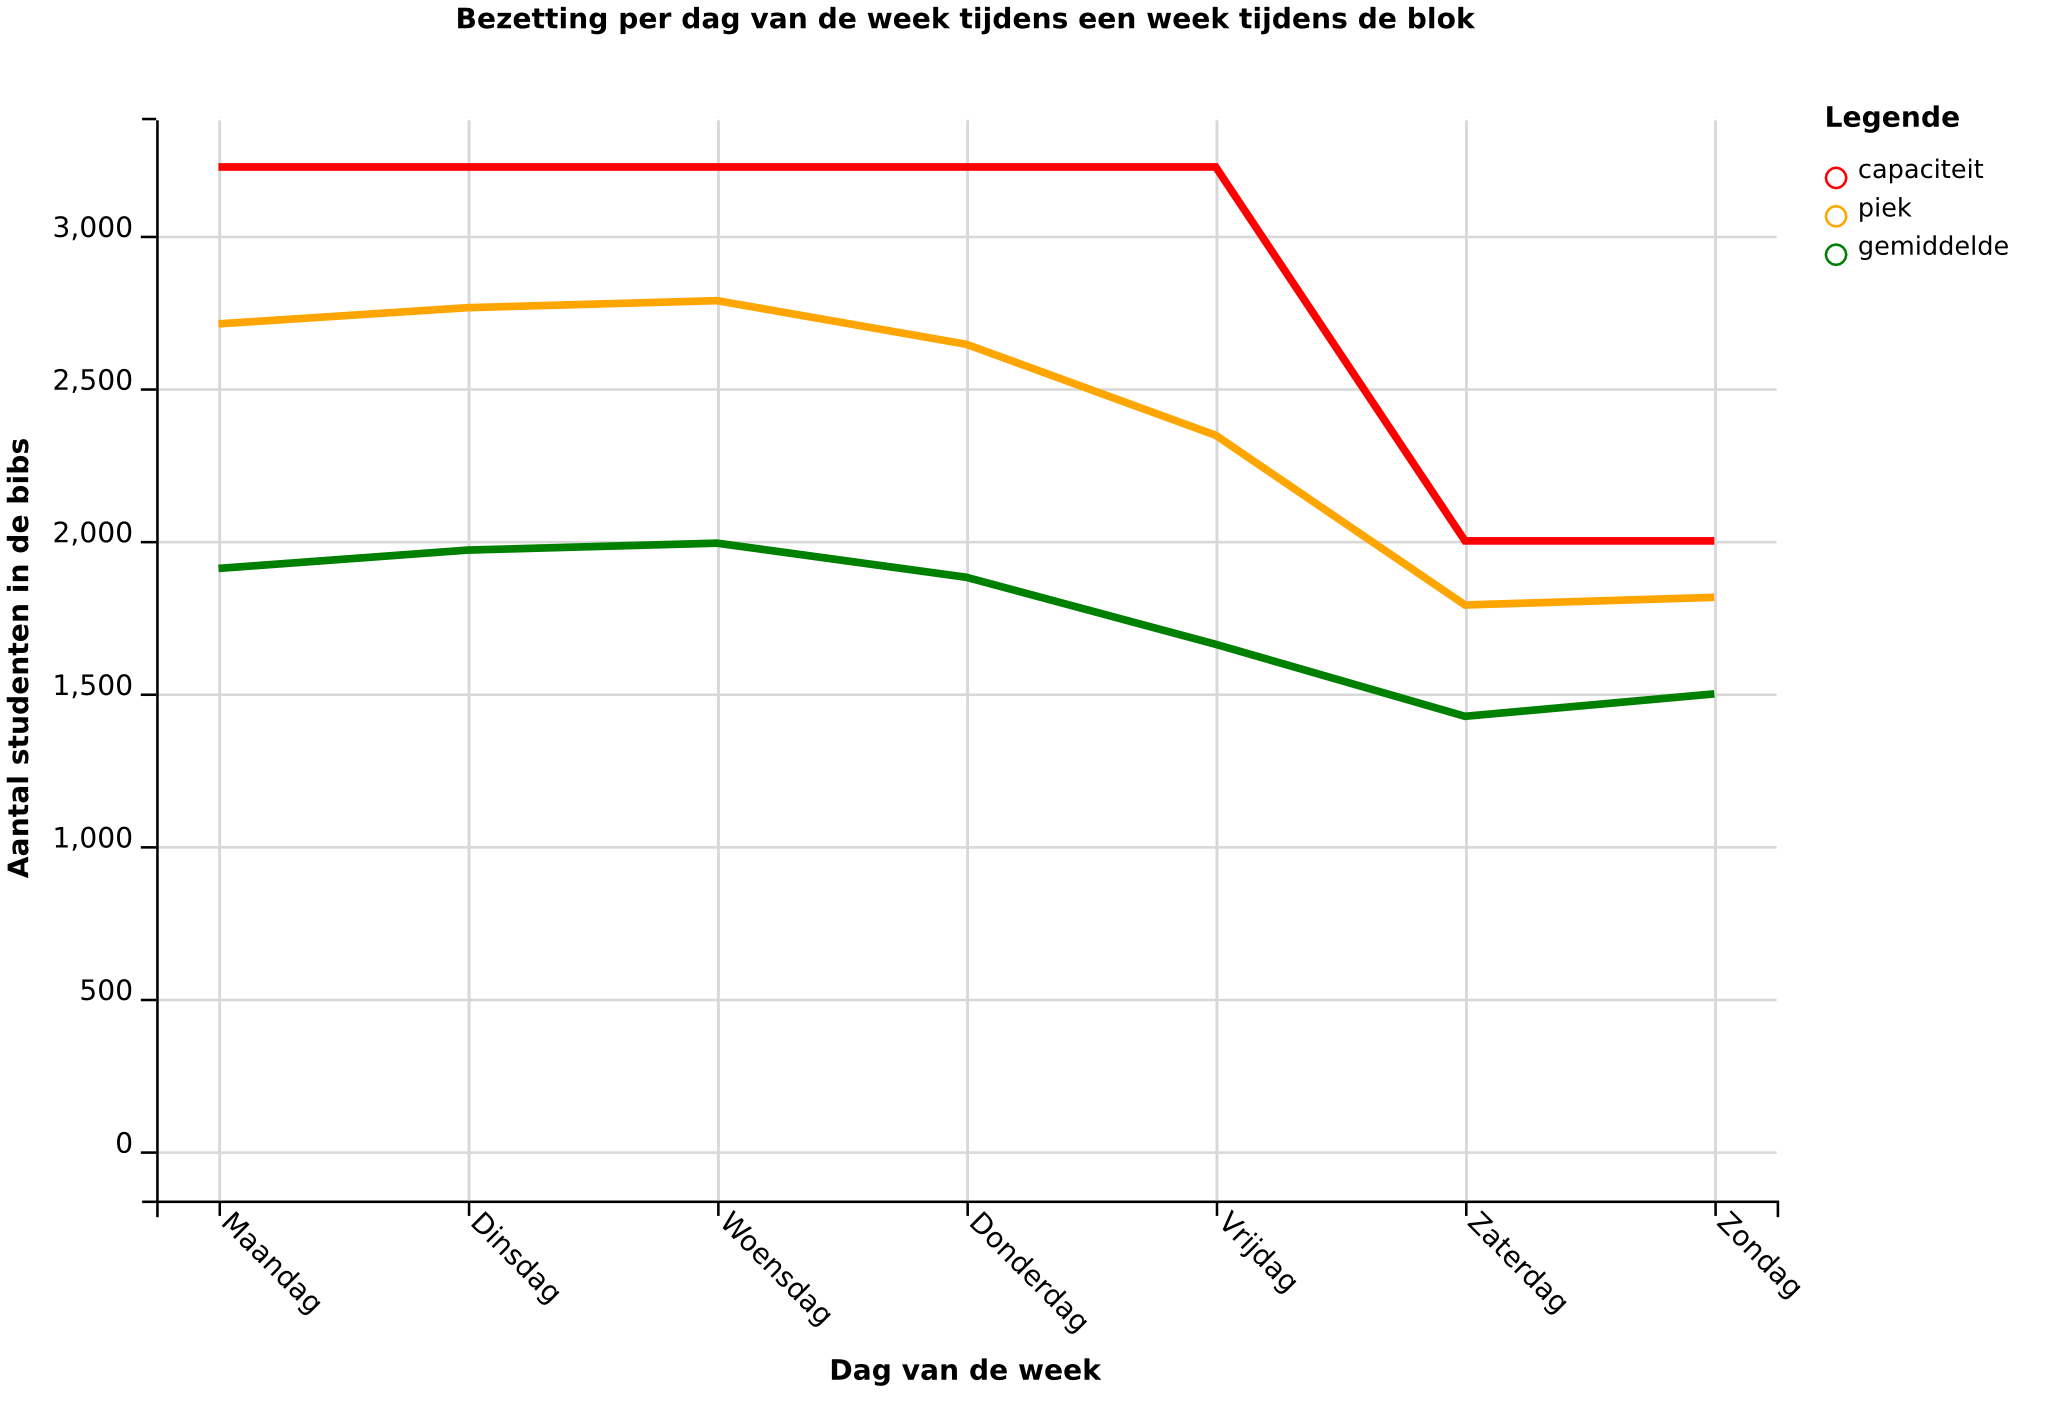 Bezetting per dag van de week tijdens een week tijdens de blok
Legende
capaciteit
piek
gemiddelde
Aantal studenten in de bibs
3,000
2,500
2,000
1,500
1,000
500
0
Maandag
Dinsdag
Woensdag
Donderdag
Vrijdag
Zaterdag
Zondag
Dag van de week